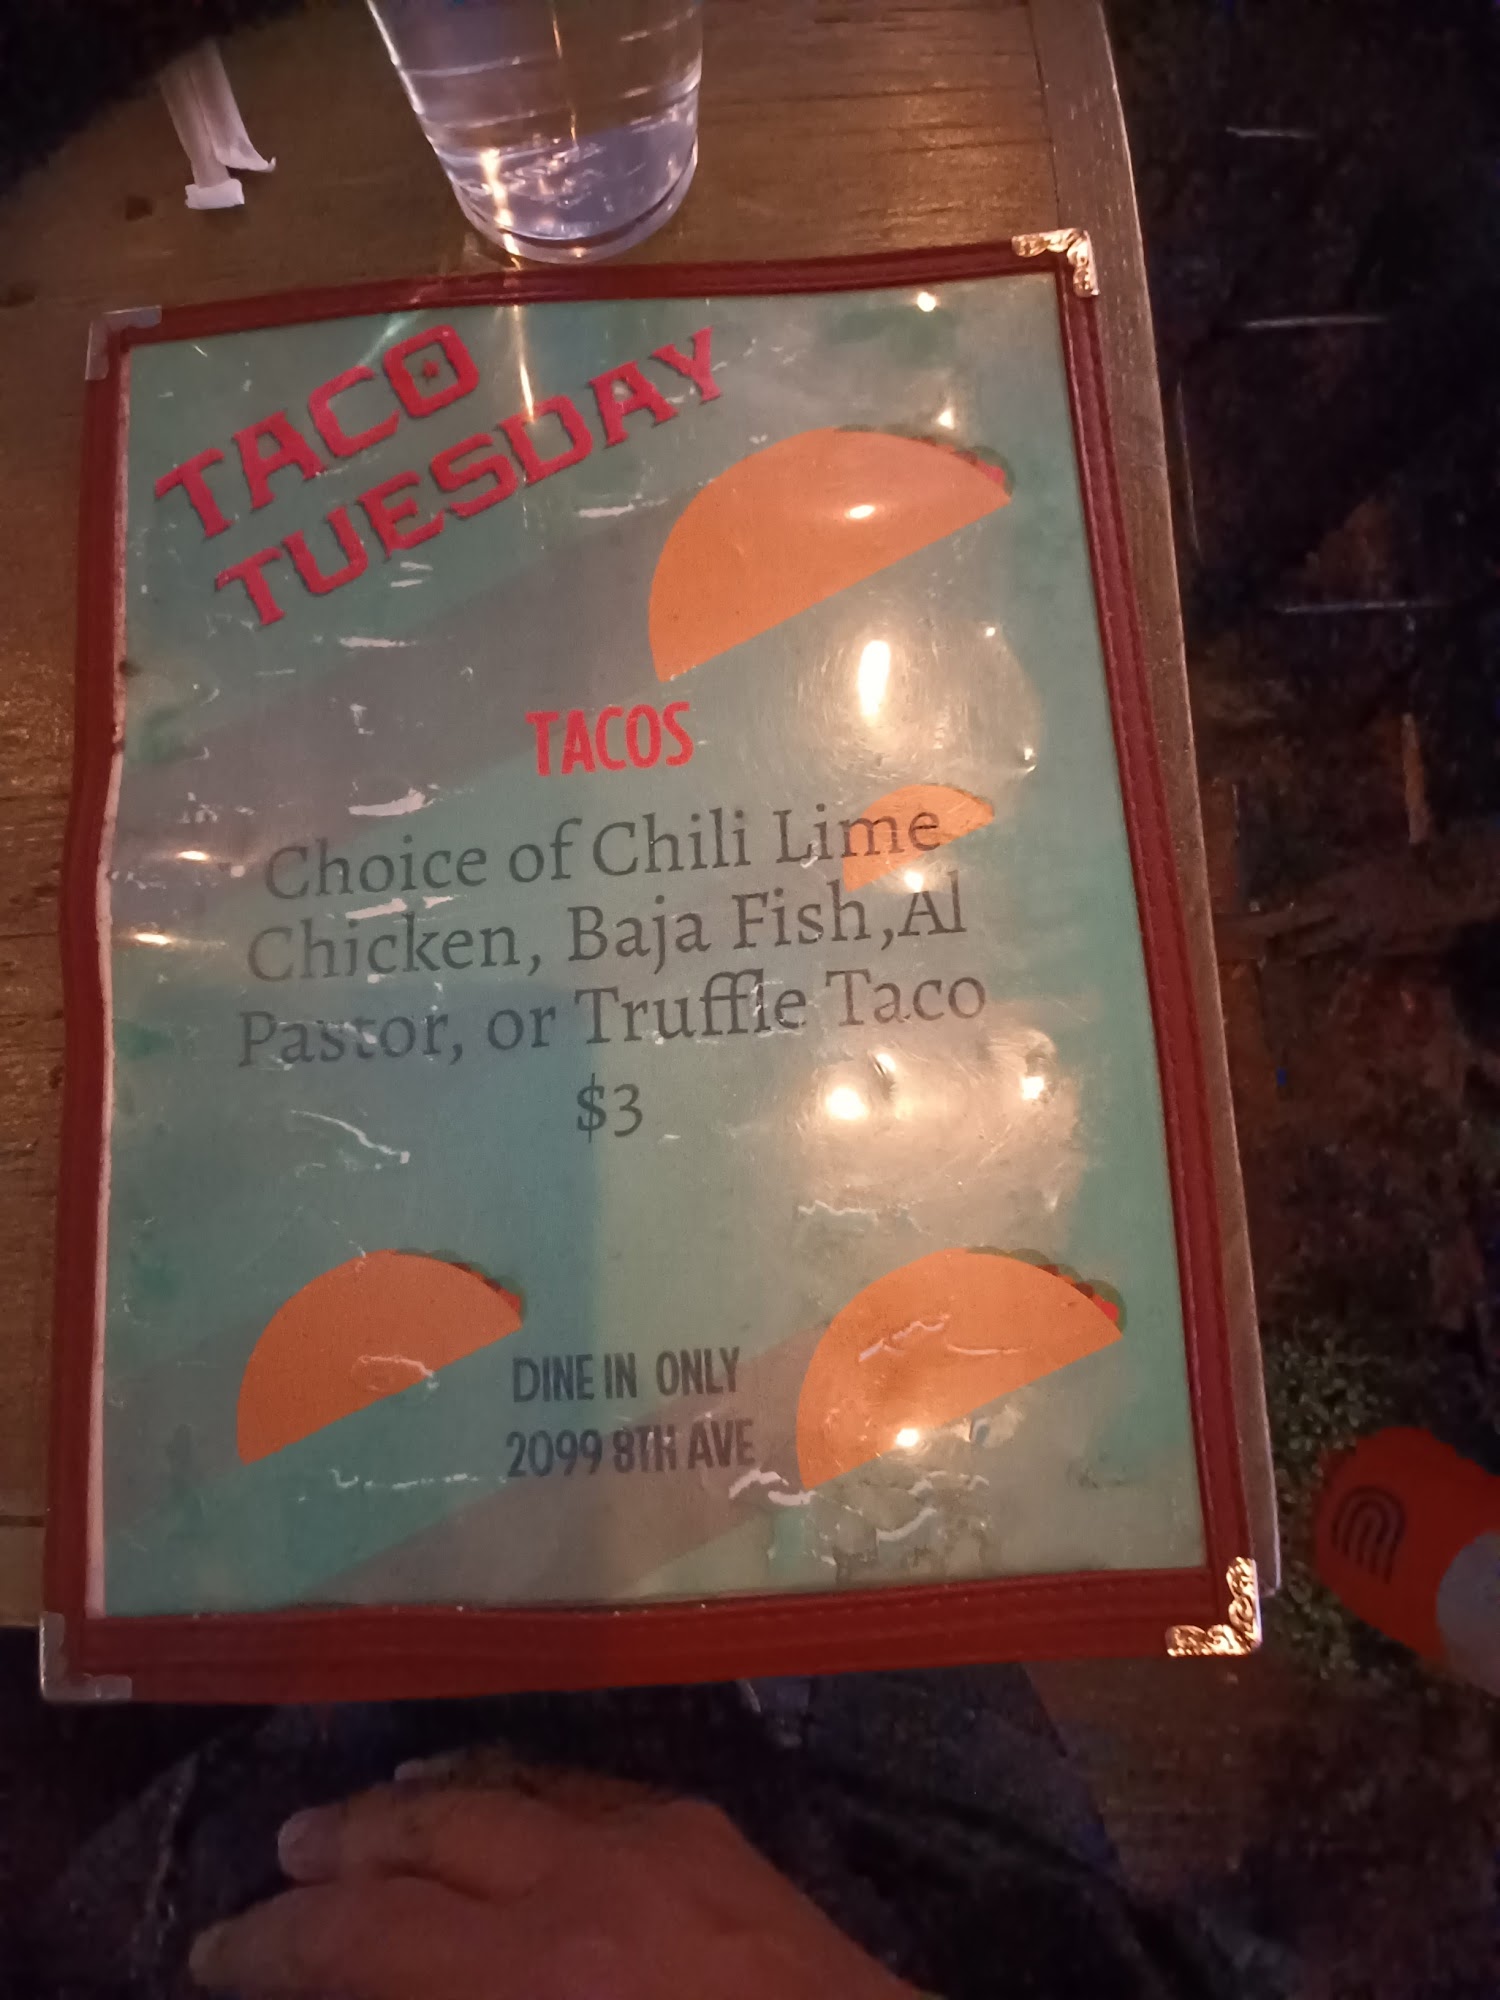 TACO
TUESDAY
TACOS
Choice of Chili Lime
Chicken, Baja Fish,Al
Pastor, or Truffle Taco
$3
DINE IN ONLY
2099 8TH AVE